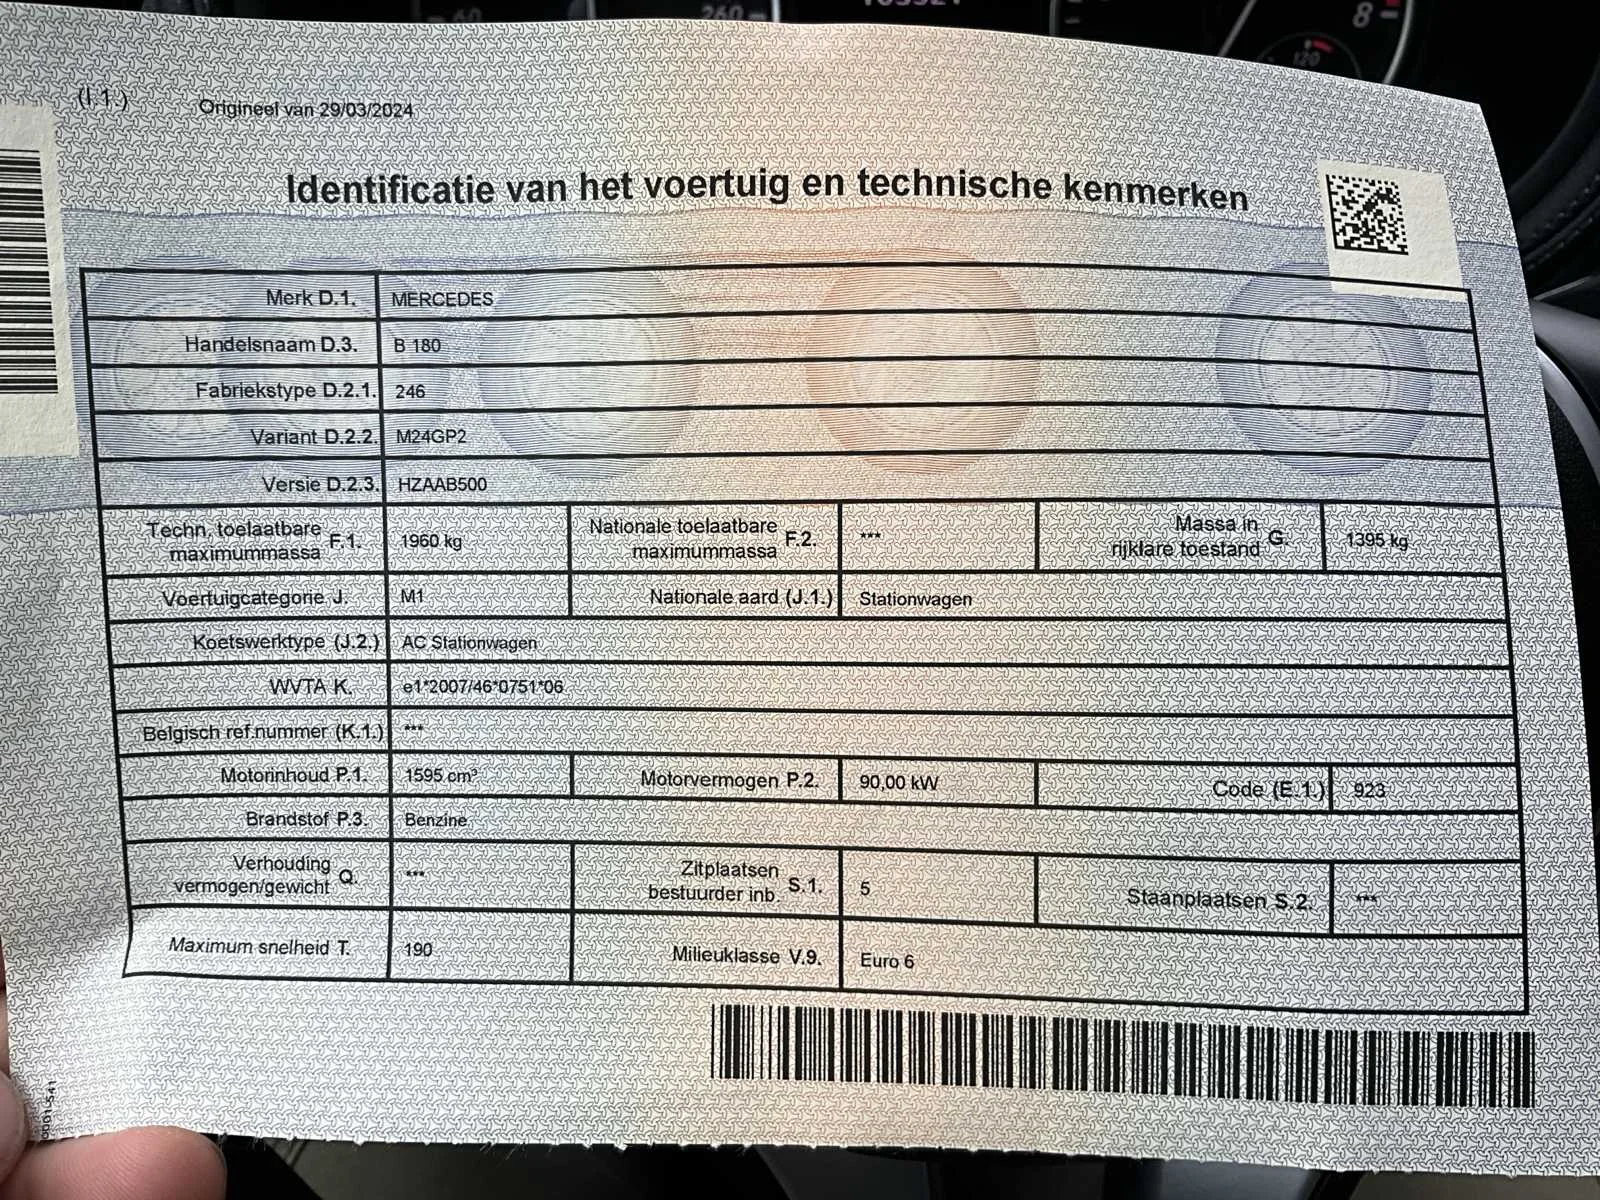 60
260
8
120
(I.1.)
Origineel van 29/03/2024
Identificatie van het voertuig en technische kenmerken
Merk D.1. MERCEDES
Handelsnaam D.3. B 180
Fabriekstype D.2.1. 246
Variant D.2.2. M24GP2
Versie D.2.3. HZAAB500
Techn. toelaatbare maximummassa F.1. 1960 kg Nationale toelaatbare maximummassa F.2. *** Massa in rijklare toestand G. 1395 kg
Voertuigcategorie J. M1 Nationale aard (J.1.) Stationwagen
Koetswerktype (J.2.) AC Stationwagen
WVTA K. e1*2007/46*0751*06
Belgisch ref.nummer (K.1.) ***
Motorinhoud P.1. 1595 cm³ Motorvermogen P.2. 90,00 kW Code (E.1.) 923
Brandstof P.3. Benzine
Verhouding vermogen/gewicht Q. *** Zitplaatsen bestuurder inb. S.1. 5 Staanplaatsen S.2. ***
Maximum snelheid T. 190 Milieuklasse V.9. Euro 6